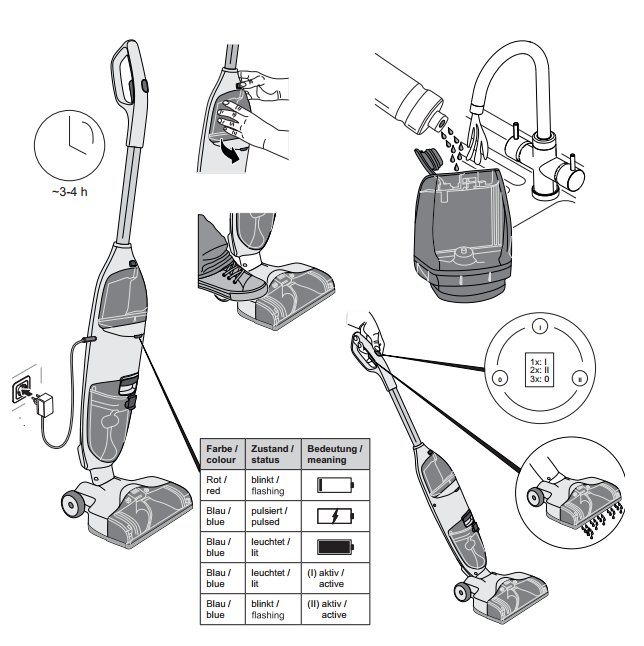 ~3-4 h
I
0
II
1x: I
2x: II
3x: 0
Farbe / colour
Zustand / status
Bedeutung / meaning
Rot / red
blinkt / flashing
Blau / blue
pulsiert / pulsed
Blau / blue
leuchtet / lit
Blau / blue
leuchtet / lit
(I) aktiv / active
Blau / blue
blinkt / flashing
(II) aktiv / active